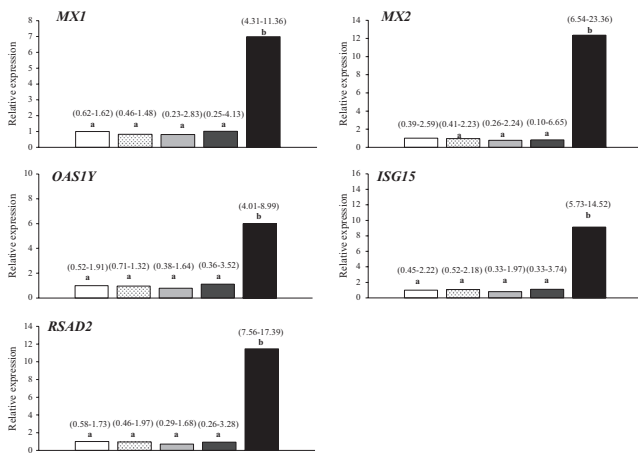 MX1
(4.31-11.36)
b
8
7
6
5
4
3
2
1
0
Relative expression
(0.62-1.62) (0.46-1.48) (0.23-2.83) (0.25-4.13)
a a a a
MX2
(6.54-23.36)
b
14
12
10
8
6
4
2
0
Relative expression
(0.39-2.59) (0.41-2.23) (0.26-2.24) (0.10-6.65)
a a a a
OAS1Y
(4.01-8.99)
b
10
8
6
4
2
0
Relative expression
(0.52-1.91) (0.71-1.32) (0.38-1.64) (0.36-3.52)
a a a a
ISG15
(5.73-14.52)
b
16
14
12
10
8
6
4
2
0
Relative expression
(0.45-2.22) (0.52-2.18) (0.33-1.97) (0.33-3.74)
a a a a
RSAD2
(7.56-17.39)
b
14
12
10
8
6
4
2
0
Relative expression
(0.58-1.73) (0.46-1.97) (0.29-1.68) (0.26-3.28)
a a a a